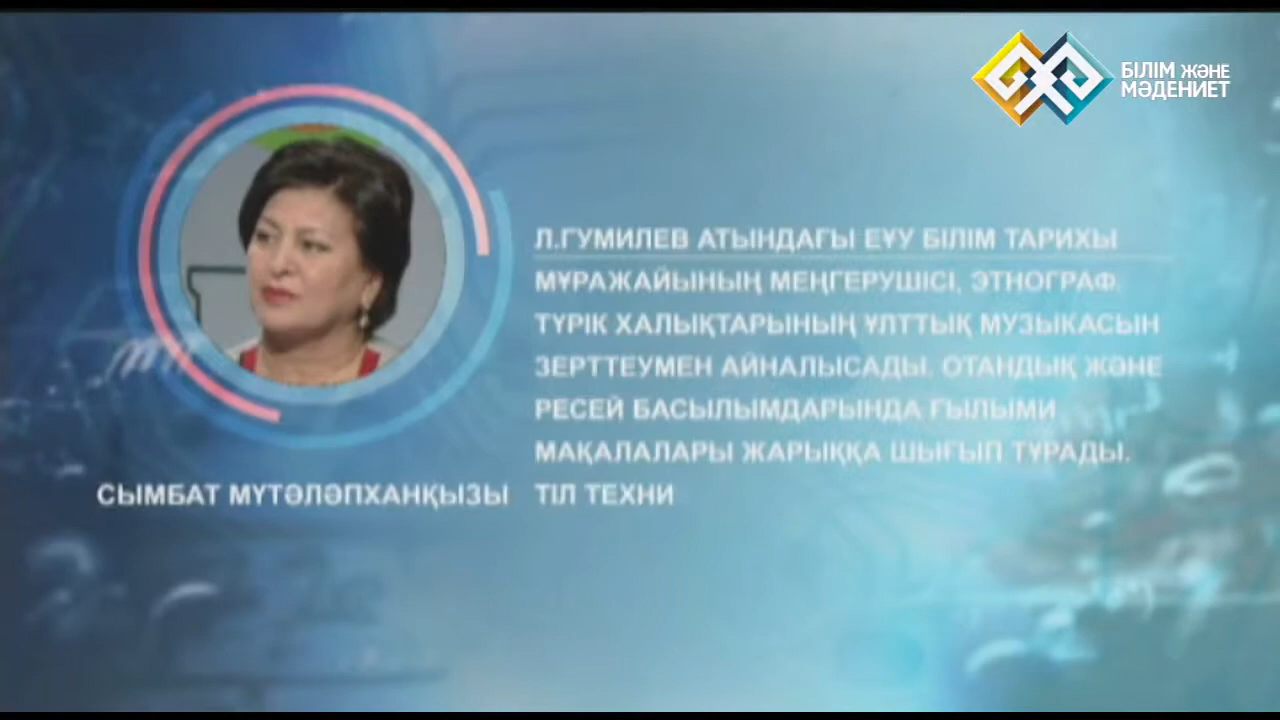 БІЛІМ ЖӘНЕ
МӘДЕНИЕТ
Л.ГУМИЛЕВ АТЫНДАҒЫ ЕҰУ БІЛІМ ТАРИХЫ
МҰРАЖАЙЫНЫҢ МЕҢГЕРУШІСІ, ЭТНОГРАФ.
ТҮРІК ХАЛЫҚТАРЫНЫҢ ҰЛТТЫҚ МУЗЫКАСЫН
ЗЕРТТЕУМЕН АЙНАЛЫСАДЫ. ОТАНДЫҚ ЖӘНЕ
РЕСЕЙ БАСЫЛЫМДАРЫНДА ҒЫЛЫМИ
МАҚАЛАЛАРЫ ЖАРЫҚҚА ШЫҒЫП ТҰРАДЫ.
ТІЛ ТЕХНИ
СЫМБАТ МҮТӘЛӘПХАНҚЫЗЫ